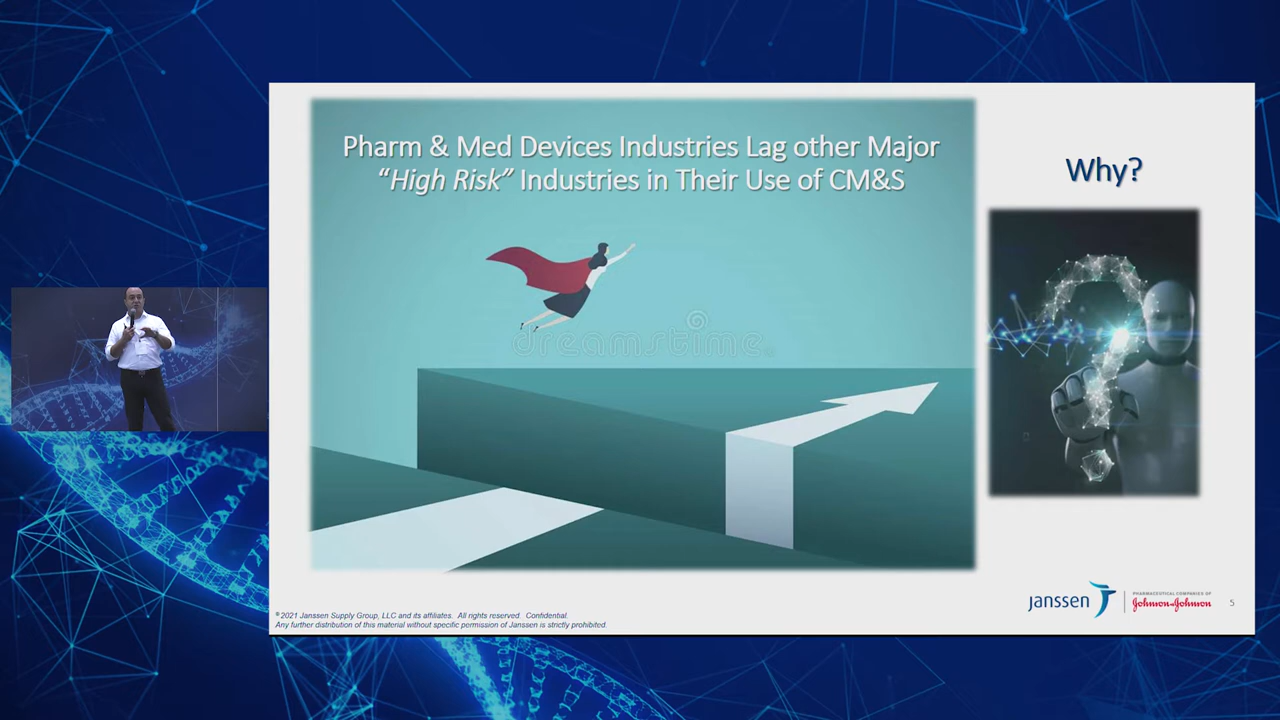 Pharm & Med Devices Industries Lag other Major
“High Risk” Industries in Their Use of CM&S
Why?
dreamstime.
® 2021 Janssen Supply Group, LLC and its affiliates. All rights reserved. Confidential.
Any further distribution of this material without specific permission of Janssen is strictly prohibited.
janssen
PHARMACEUTICAL COMPANIES OF
Johnson & Johnson
5